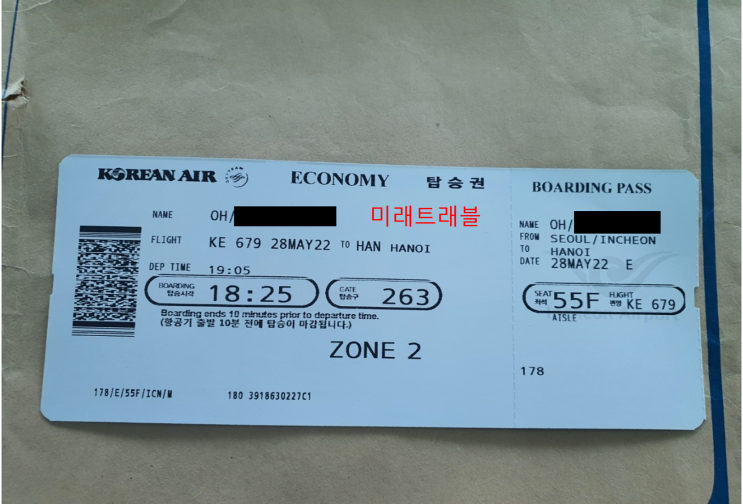 KOREAN AIR ECONOMY 탑승권
NAME OH/ 미래트래블
FLIGHT KE 679 28MAY22 TO HAN HANOI
DEP TIME 19:05
BOARDING 탑승시각 18:25 GATE 탑승구 263
Boarding ends 10 minutes prior to departure time.
(항공기 출발 10분 전에 탑승이 마감됩니다.)
ZONE 2
178/E/55F/ICN/M 180 3918630227C1
BOARDING PASS
NAME OH/
FROM SEOUL/INCHEON
TO HANOI
DATE 28MAY22 E
SEAT 좌석 55F FLIGHT 편명 KE 679
AISLE
178